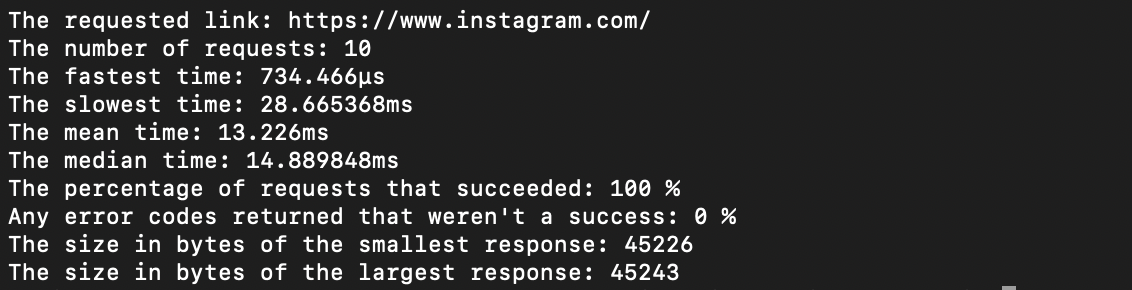 The requested link: https://www.instagram.com/
The number of requests: 10
The fastest time: 734.466µs
The slowest time: 28.665368ms
The mean time: 13.226ms
The median time: 14.889848ms
The percentage of requests that succeeded: 100 %
Any error codes returned that weren't a success: 0 %
The size in bytes of the smallest response: 45226
The size in bytes of the largest response: 45243